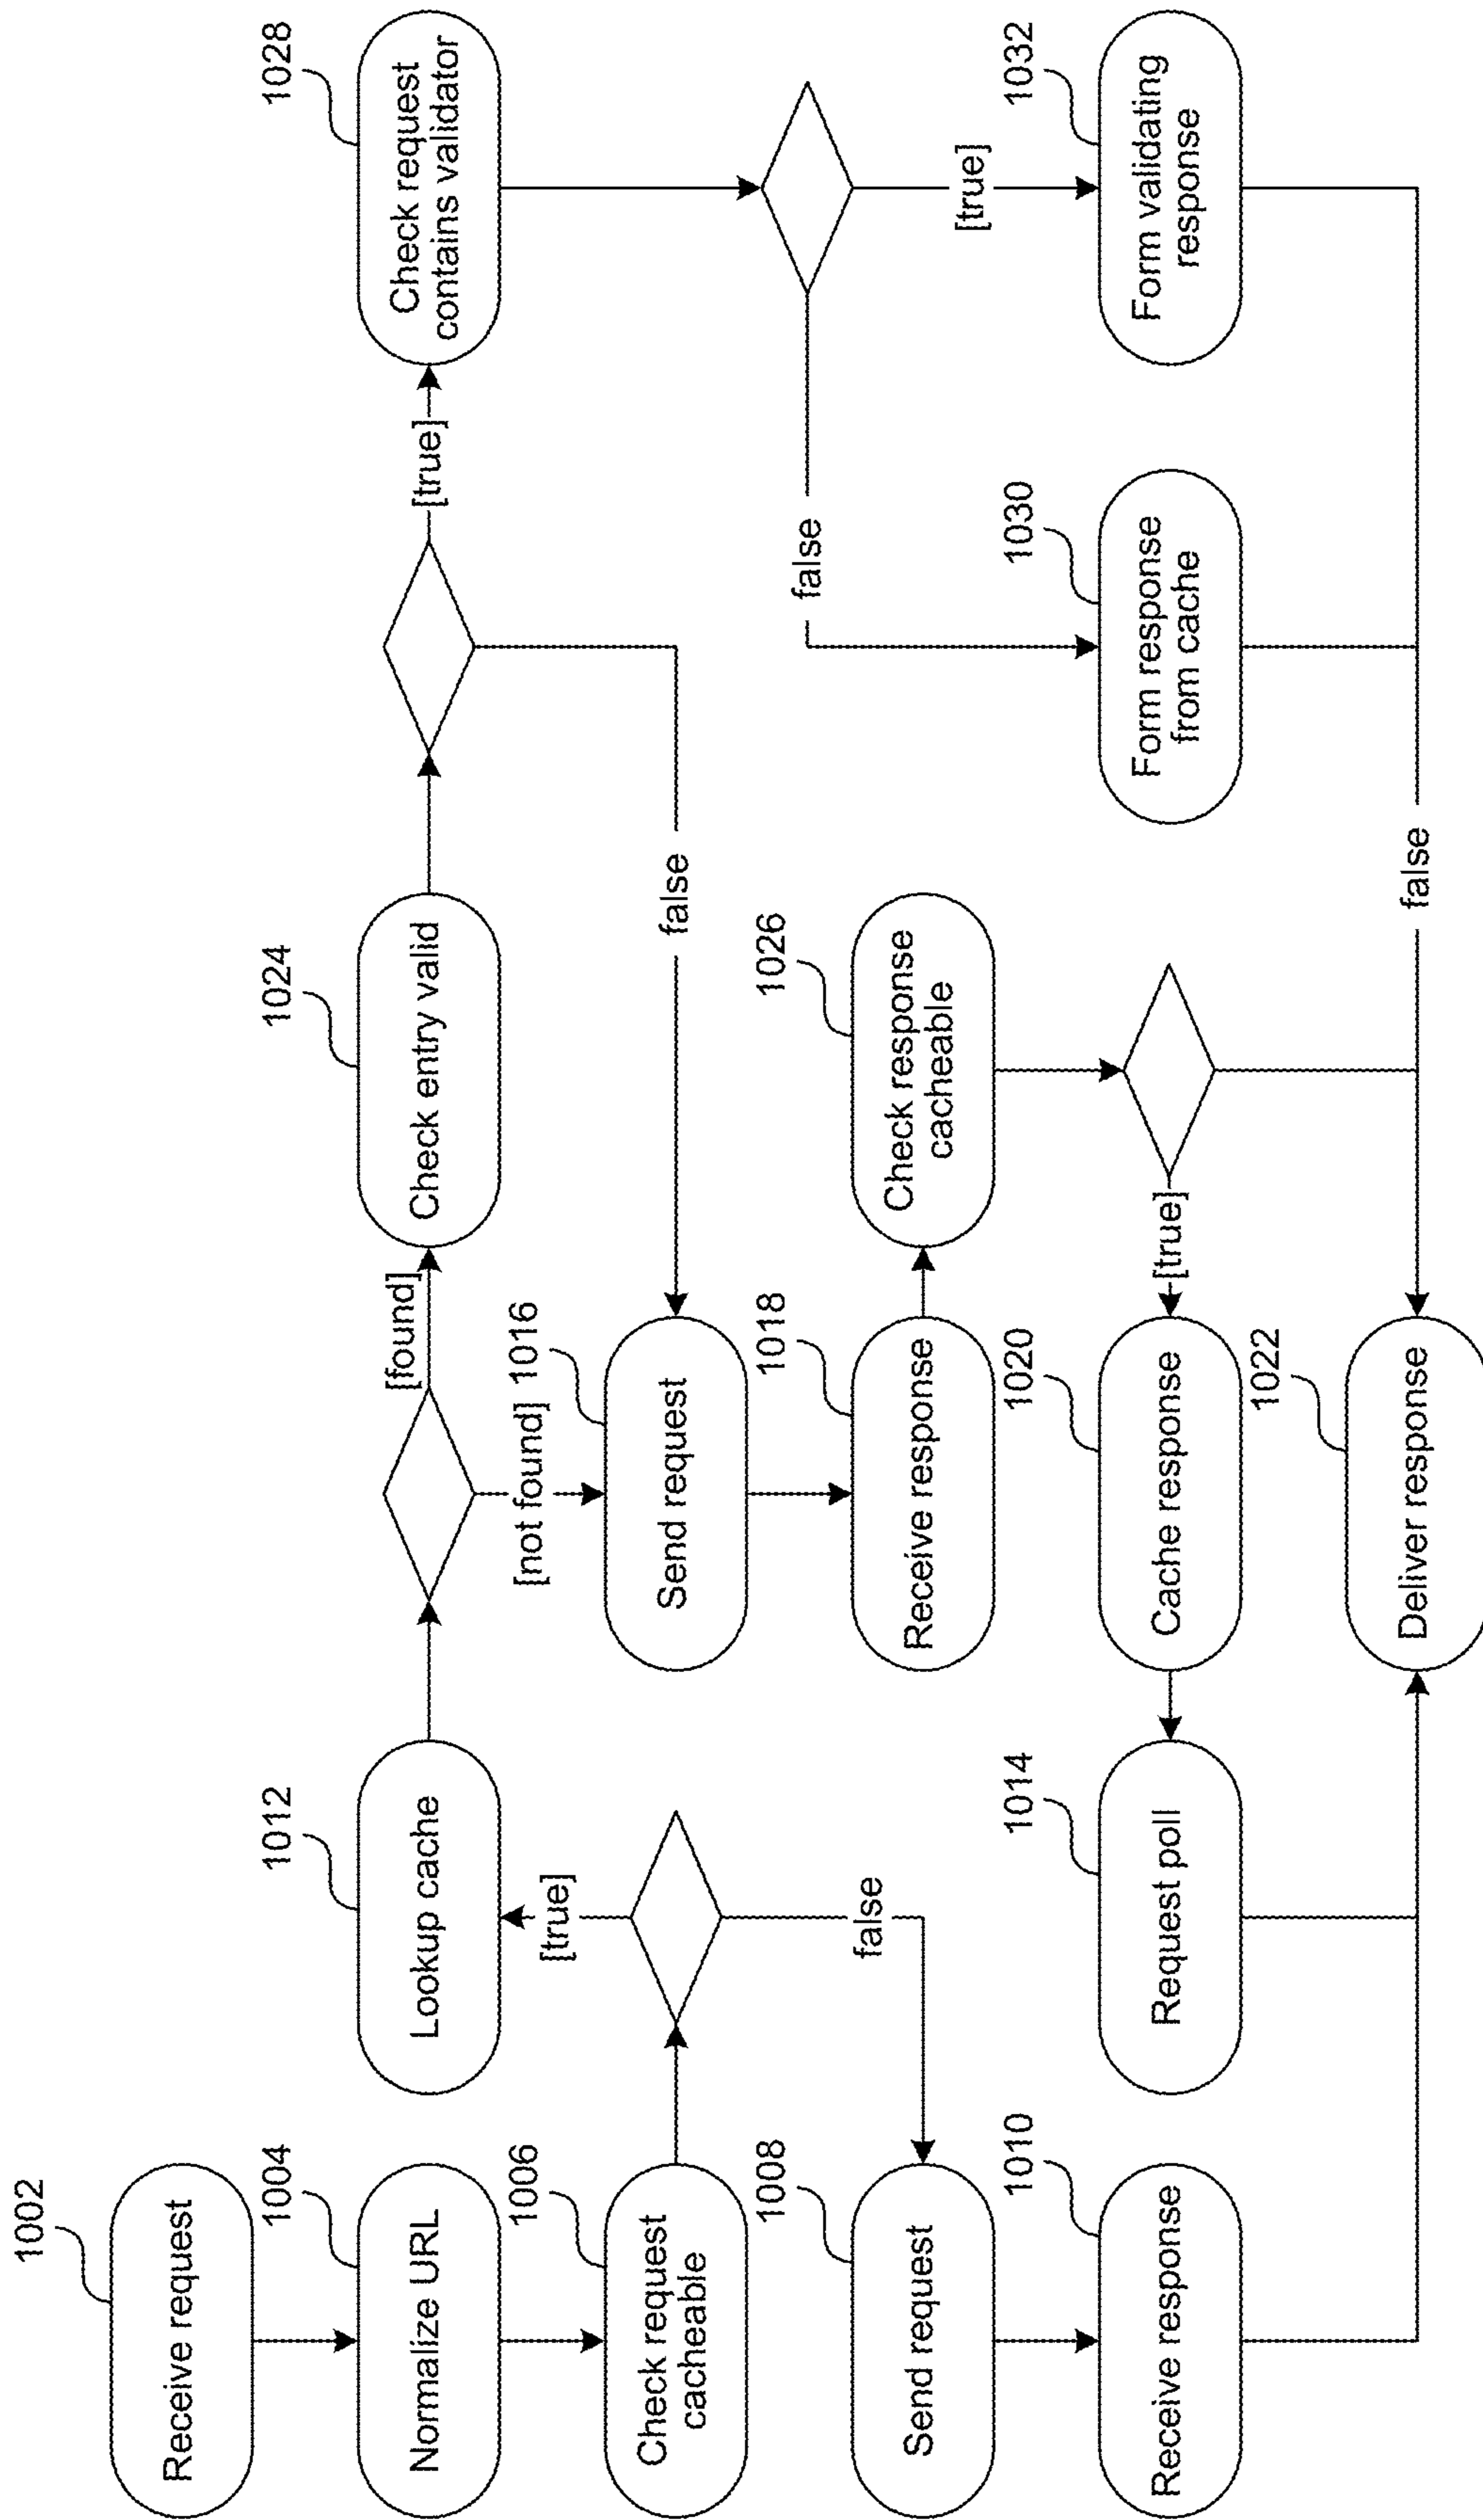 1002
Receive request
1004
Normalize URL
1006
Check request
cacheable
1008
Send request
1010
Receive response
1012
Lookup cache
[true]
false
1014
Request poll
[found]
[not found]
1016
Send request
1018
Receive response
1020
Cache response
1022
Deliver response
1024
Check entry valid
[true]
false
1026
Check response
cacheable
[true]
false
1028
Check request
contains validator
false
[true]
1030
Form response
from cache
1032
Form validating
response